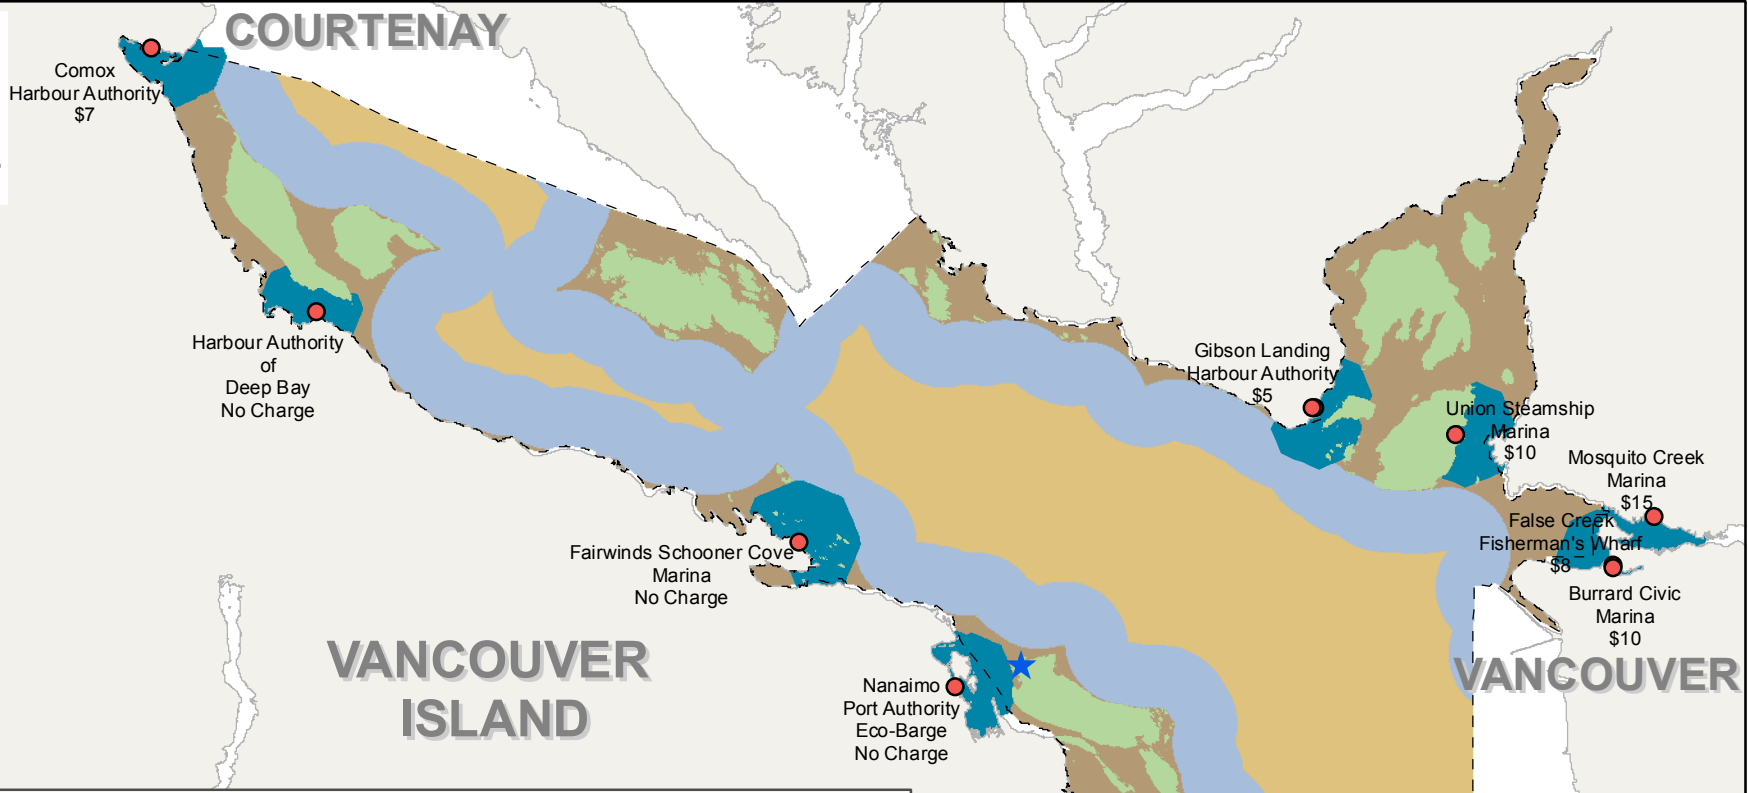 COURTENAY
Comox
Harbour Authority
$7
Harbour Authority
of
Deep Bay
No Charge
Gibson Landing
Harbour Authority
$5
Union Steamship
Marina
$10
Mosquito Creek
Marina
$15
False Creek
Fisherman's Wharf
$8
Burrard Civic
Marina
$10
Fairwinds Schooner Cove
Marina
No Charge
VANCOUVER
ISLAND
VANCOUVER
Nanaimo
Port Authority
Eco-Barge
No Charge